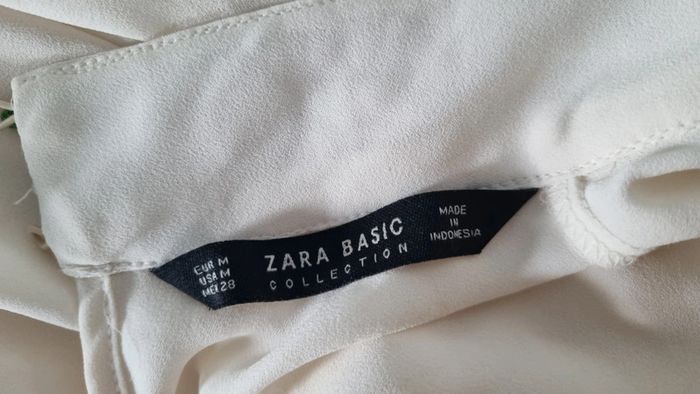 EUR M
USA M
MEX 28
ZARA BASIC
COLLECTION
MADE
IN
INDONESIA